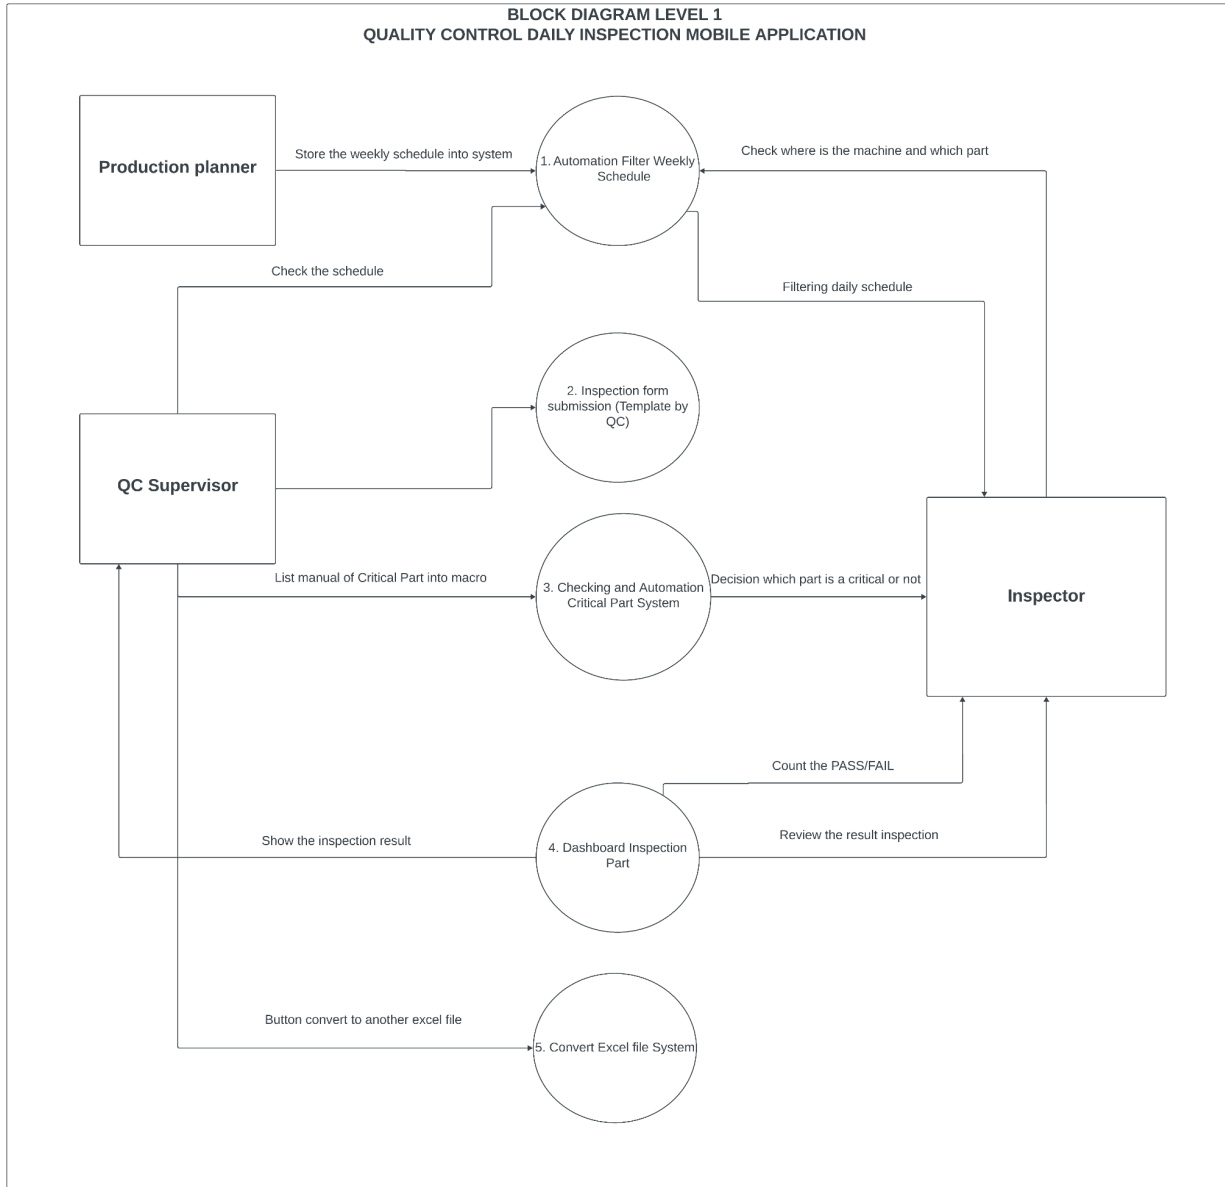 BLOCK DIAGRAM LEVEL 1
QUALITY CONTROL DAILY INSPECTION MOBILE APPLICATION
Production planner
Store the weekly schedule into system
1. Automation Filter Weekly
Schedule
Check where is the machine and which part
Check the schedule
Filtering daily schedule
2. Inspection form
submission (Template by
QC)
QC Supervisor
List manual of Critical Part into macro
3. Checking and Automation
Critical Part System
Decision which part is a critical or not
Inspector
Count the PASS/FAIL
Show the inspection result
4. Dashboard Inspection
Part
Review the result inspection
Button convert to another excel file
5. Convert Excel file System